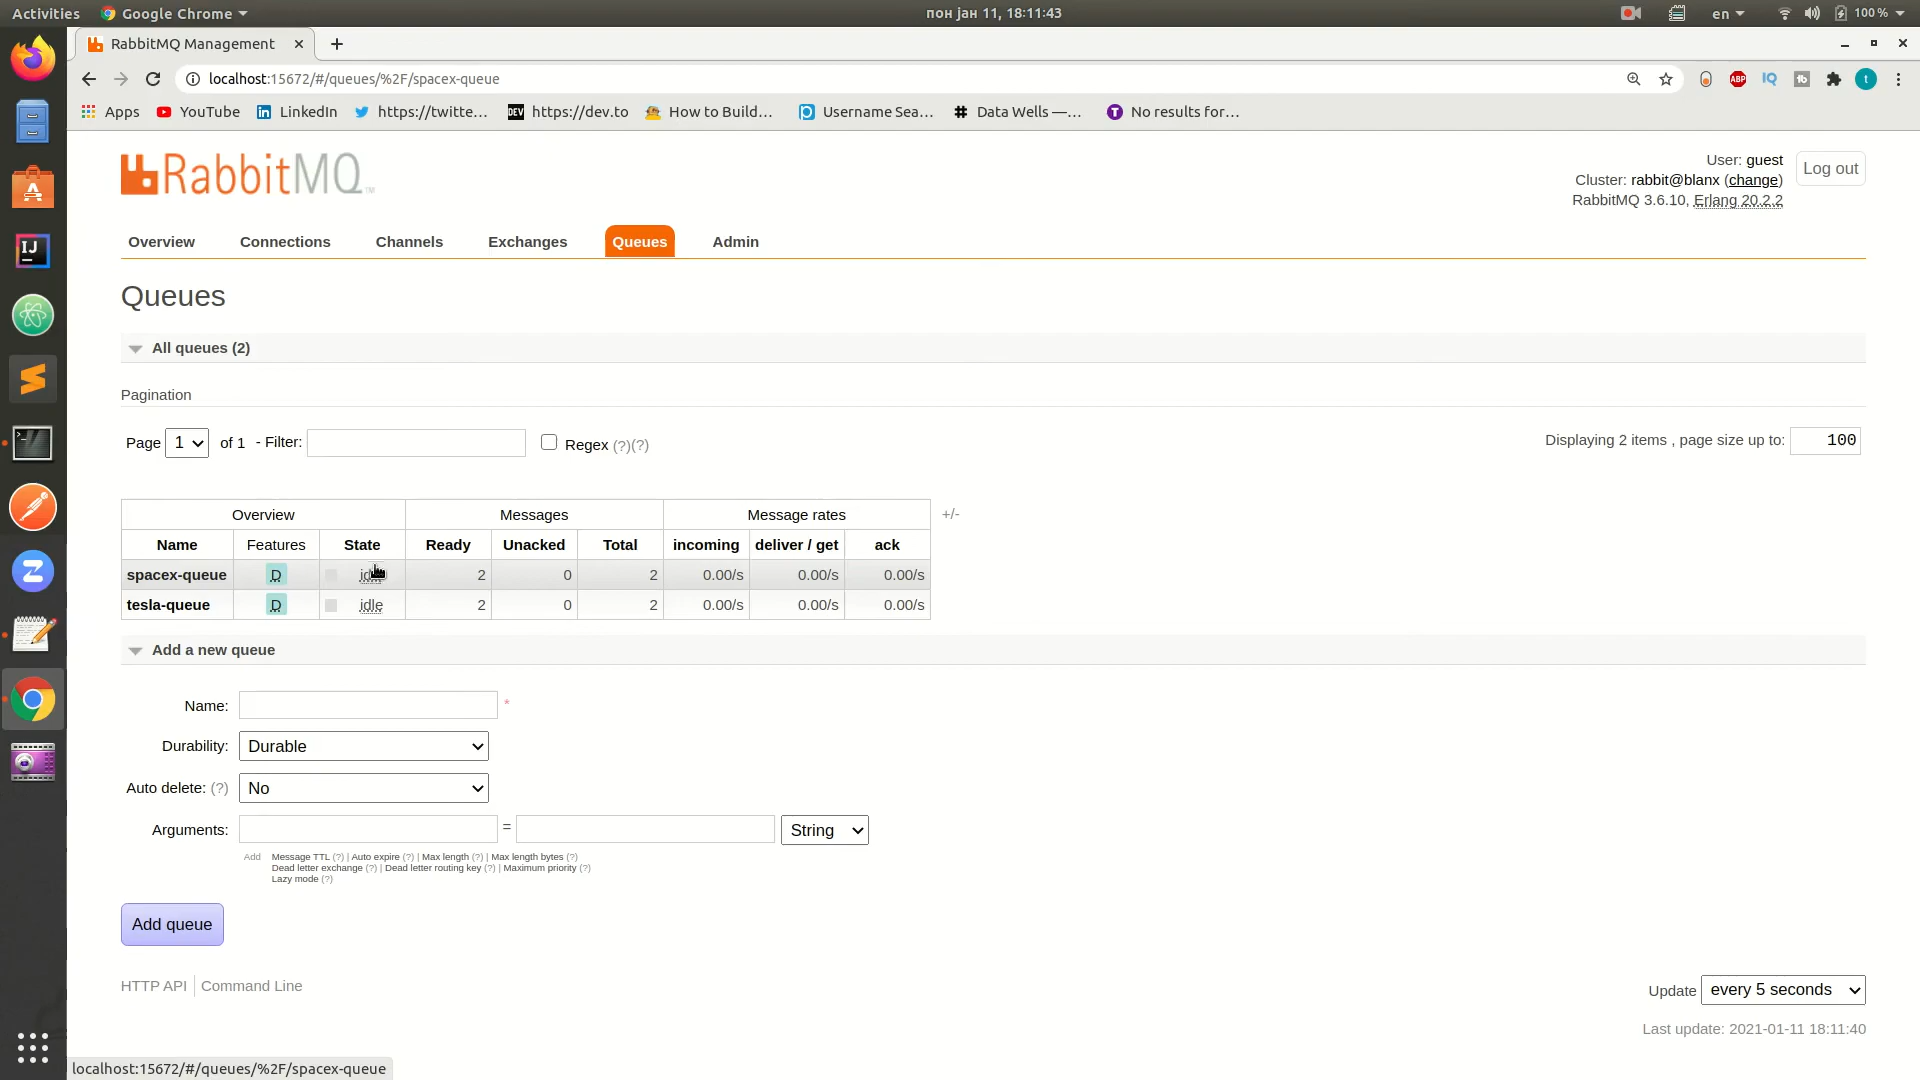 Activities Google Chrome пон јан 11, 18:11:43 en 100 %
RabbitMQ Management
localhost:15672/#/queues/%2F/spacex-queue
Apps YouTube LinkedIn https://twitte... DEV https://dev.to How to Build... Username Sea... Data Wells —... No results for...
RabbitMQ™
User: guest
Cluster: rabbit@blanx (change)
RabbitMQ 3.6.10, Erlang 20.2.2
Log out
Overview Connections Channels Exchanges Queues Admin
Queues
All queues (2)
Pagination
Page 1 of 1 - Filter: Regex (?)(?) Displaying 2 items , page size up to: 100
Overview Messages Message rates +/-
Name Features State Ready Unacked Total incoming deliver / get ack
spacex-queue D 2 0 2 0.00/s 0.00/s 0.00/s
tesla-queue D idle 2 0 2 0.00/s 0.00/s 0.00/s
Add a new queue
Name: *
Durability: Durable
Auto delete: (?) No
Arguments: = String
Add Message TTL (?) | Auto expire (?) | Max length (?) | Max length bytes (?)
Dead letter exchange (?) | Dead letter routing key (?) | Maximum priority (?)
Lazy mode (?)
Add queue
HTTP API Command Line
Update every 5 seconds
Last update: 2021-01-11 18:11:40
localhost:15672/#/queues/%2F/spacex-queue